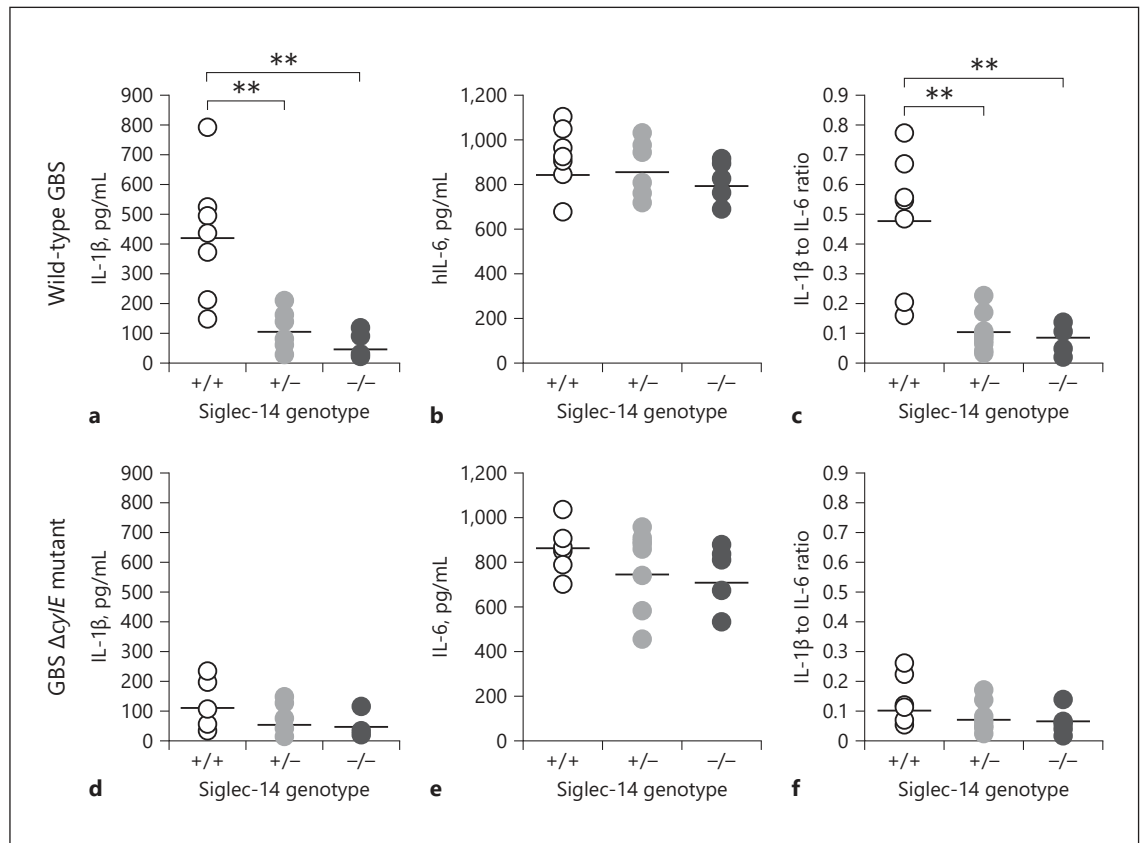 ** ** **
** ** **
Wild-type GBS
IL-1β, pg/mL
900
800
700
600
500
400
300
200
100
0
+/+ +/– –/–
a Siglec-14 genotype
hIL-6, pg/mL
1,200
1,000
800
600
400
200
0
+/+ +/– –/–
b Siglec-14 genotype
IL-1β to IL-6 ratio
0.9
0.8
0.7
0.6
0.5
0.4
0.3
0.2
0.1
0
+/+ +/– –/–
c Siglec-14 genotype
GBS ΔcylE mutant
IL-1β, pg/mL
900
800
700
600
500
400
300
200
100
0
+/+ +/– –/–
d Siglec-14 genotype
IL-6, pg/mL
1,200
1,000
800
600
400
200
0
+/+ +/– –/–
e Siglec-14 genotype
IL-1β to IL-6 ratio
0.9
0.8
0.7
0.6
0.5
0.4
0.3
0.2
0.1
0
+/+ +/– –/–
f Siglec-14 genotype